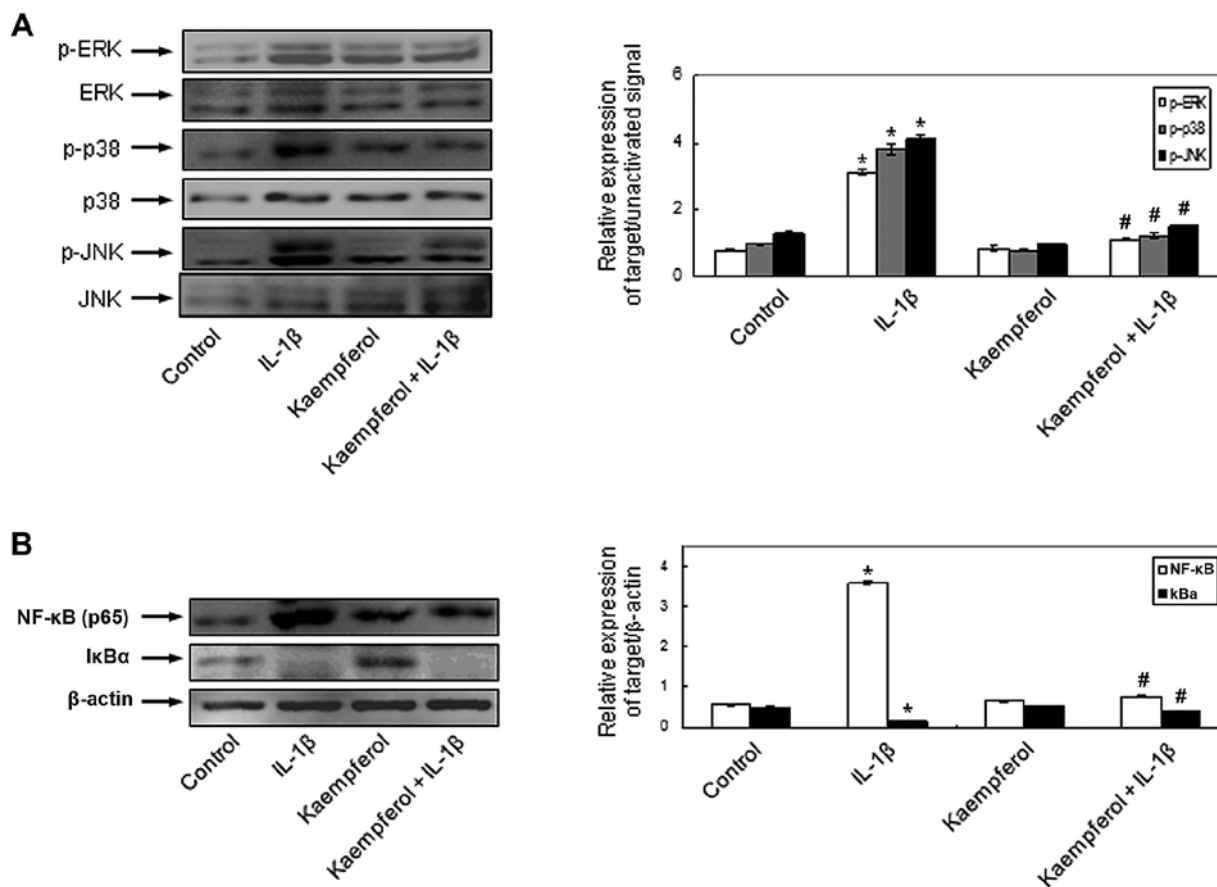 A
p-ERK
ERK
p-p38
p38
p-JNK
JNK
Control
IL-1β
Kaempferol
Kaempferol + IL-1β
Relative expression
of target/unactivated signal
6
4
2
0
* * *
# # #
p-ERK
p-p38
p-JNK
Control
IL-1β
Kaempferol
Kaempferol + IL-1β
B
NF-κB (p65)
IκBα
β-actin
Control
IL-1β
Kaempferol
Kaempferol + IL-1β
Relative expression
of target/β-actin
4
3
0
1
0
*
*
#
#
NF-κB
kBa
Control
IL-1β
Kaempferol
Kaempferol + IL-1β